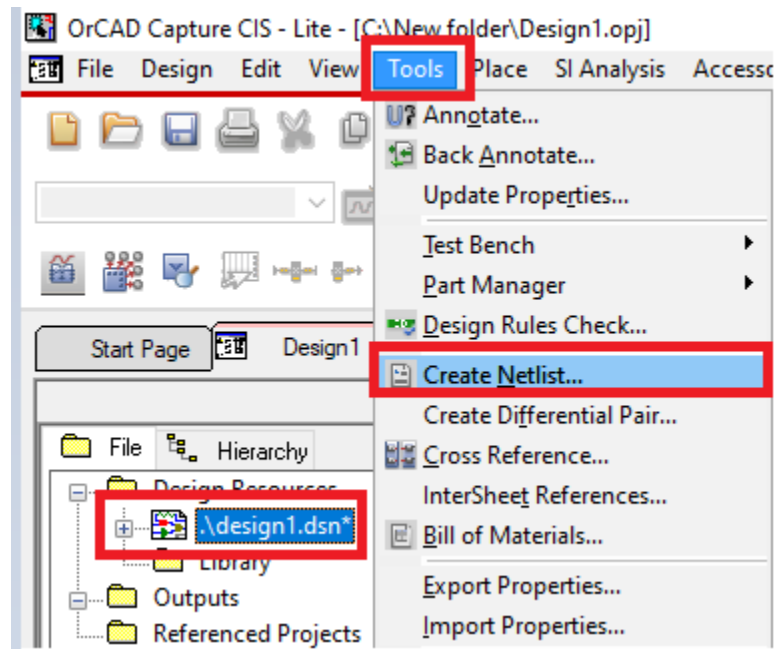 OrCAD Capture CIS - Lite - [C:\New folder\Design1.opj]
File Design Edit View Tools Place SI Analysis
Annotate...
Back Annotate...
Update Properties...
Test Bench
Part Manager
Design Rules Check...
Start Page Design1
Create Netlist...
Create Differential Pair...
File Hierarchy
Cross Reference...
Design Resources
InterSheet References...
.\design1.dsn*
Bill of Materials...
Library
Export Properties...
Outputs
Import Properties...
Referenced Projects